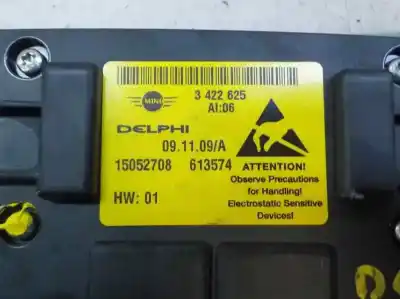 MINI
3 422 625
AI:06
DELPHI
09.11.09/A
15052708 613574
ATTENTION!
Observe Precautions
for Handling!
Electrostatic Sensitive
Devices!
HW: 01